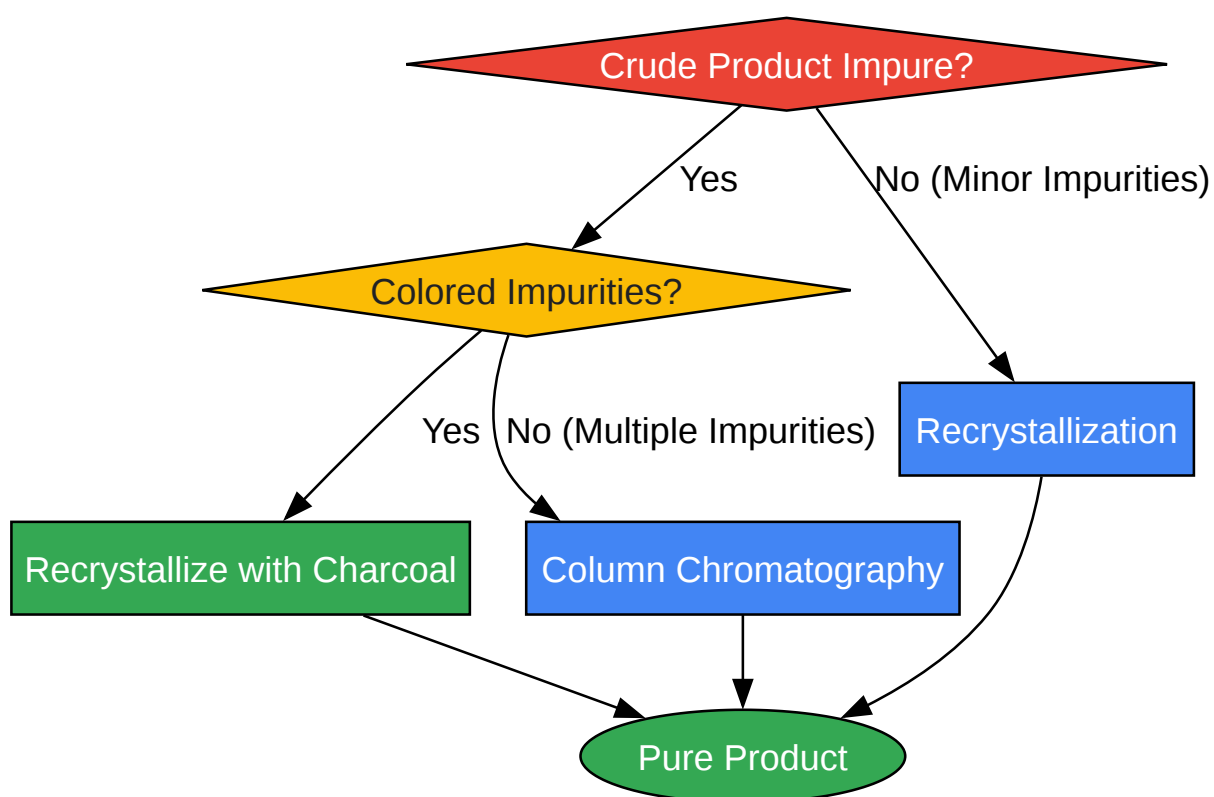 Crude Product Impure?
Yes
No (Minor Impurities)
Colored Impurities?
Yes
No (Multiple Impurities)
Recrystallization
Recrystallize with Charcoal
Column Chromatography
Pure Product